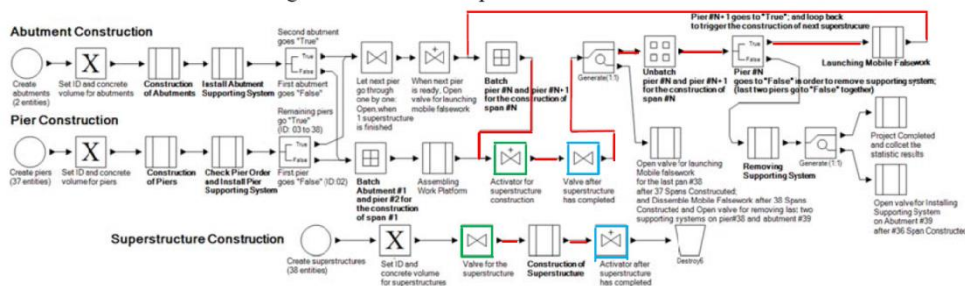 Pier #N+1 goes to "True"; and loop back
to trigger the construction of next superstrucure
Abutment Construction
Second abutment
goes "True"
True
False
X
Create
abutments
(2 entities)
Set ID and concrete
volume for abutments
Construction
of Abutments
Install Abutment
Supporting System
First abutment
goes "False"
Let next pier
go through
one by one:
Open when
1 superstructure
is finished
When next pier
is ready, Open
valve for launching
mobile falsework
Batch
pier #N and pier #N+1
for the construction
of span #N
Generate(1:1)
Unbatch
pier #N and pier #N+1
for the construction
of span #N
True
False
Pier #N
goes to "False" in order to remove supporting system;
(last two piers go to "False" together)
Launching Mobile Falsework
Pier Construction
Remaining piers
go "True"
(ID: 03 to 38)
True
False
X
Create piers
(37 entities)
Set ID and concrete
volume for piers
Construction
of Piers
Check Pier Order
and Install Pier
Supporting System
First pier
goes "False" (ID:02)
Batch Abutment #1
and pier #2 for the
construction
of span #1
Assembling
Work Platform
Activator for
superstructure
construction
Valve after
superstructure
has completed
Open valve for launching
Mobile falsework
for the last pan #38
after 37 Spans Constructed;
and Dissemble Mobile Falsework after 38 Spans
Constructed and Open valve for removing last two
supporting systems on pier#38 and abutment #39
Removing
Supporting System
Generate (1:1)
Project Completed
and collcet the
statistic results
Open valve for Installing
Supporting System
on Abutment #39
after #36 Span Constructed
Superstructure Construction
X
Create superstructures
(38 entities)
Set ID and
concrete volume
for superstructures
Valve for the
superstructure
Construction of
Superstructure
Activator after
superstructure
has completed
Destroy6